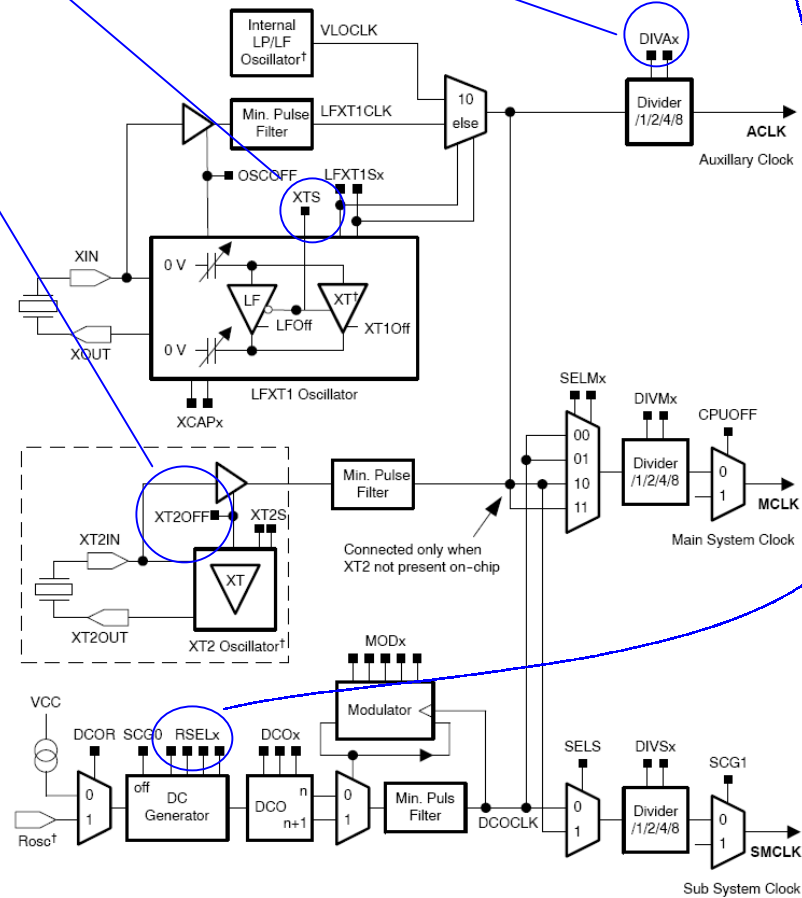 Internal
LP/LF
Oscillator†
VLOCLK
DIVAx
Min. Pulse
Filter
LFXT1CLK
10
else
Divider
/1/2/4/8
ACLK
Auxillary Clock
OSCOFF
LFXT1Sx
XTS
XIN
0 V
LF
XT†
LFOff
XT1Off
0 V
XOUT
LFXT1 Oscillator
XCAPx
SELMx
DIVMx
CPUOFF
00
01
10
11
Divider
/1/2/4/8
0
1
MCLK
Main System Clock
Min. Pulse
Filter
XT2OFF
XT2S
XT2IN
XT
XT2OUT
XT2 Oscillator†
Connected only when
XT2 not present on-chip
MODx
Modulator
VCC
DCOR
SCG0
RSELx
DCOx
0
1
Rosc†
off
DC
Generator
DCO
n
n+1
0
1
Min. Puls
Filter
DCOCLK
SELS
DIVSx
SCG1
0
1
Divider
/1/2/4/8
0
1
SMCLK
Sub System Clock